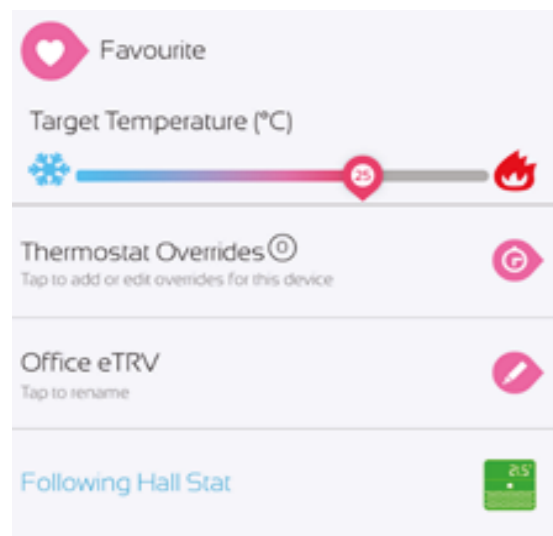 Favourite
Target Temperature (°C)
25
Thermostat Overrides 0
Tap to add or edit overrides for this device
Office eTRV
Tap to rename
Following Hall Stat
21.5°